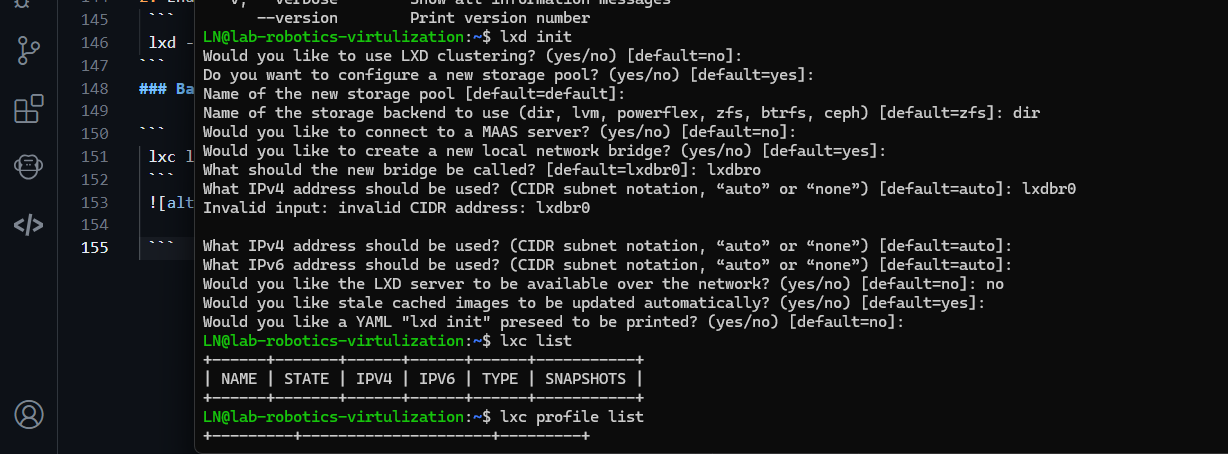 v, --verbose Show all information messages
145 ```
--version Print version number
146 lxd -
LN@lab-robotics-virtulization:~$ lxd init
147 ```
Would you like to use LXD clustering? (yes/no) [default=no]:
Do you want to configure a new storage pool? (yes/no) [default=yes]:
148 ### Ba
Name of the new storage pool [default=default]:
149
Name of the storage backend to use (dir, lvm, powerflex, zfs, btrfs, ceph) [default=zfs]: dir
150 ```
Would you like to connect to a MAAS server? (yes/no) [default=no]:
151 lxc l
Would you like to create a new local network bridge? (yes/no) [default=yes]:
152 ```
What should the new bridge be called? [default=lxdbr0]: lxdbro
153 ![alt
What IPv4 address should be used? (CIDR subnet notation, “auto” or “none”) [default=auto]: lxdbr0
Invalid input: invalid CIDR address: lxdbr0
154
155 ```
What IPv4 address should be used? (CIDR subnet notation, “auto” or “none”) [default=auto]:
What IPv6 address should be used? (CIDR subnet notation, “auto” or “none”) [default=auto]:
Would you like the LXD server to be available over the network? (yes/no) [default=no]: no
Would you like stale cached images to be updated automatically? (yes/no) [default=yes]:
Would you like a YAML "lxd init" preseed to be printed? (yes/no) [default=no]:
LN@lab-robotics-virtulization:~$ lxc list
+------+-------+------+------+------+-----------+
| NAME | STATE | IPV4 | IPV6 | TYPE | SNAPSHOTS |
+------+-------+------+------+------+-----------+
LN@lab-robotics-virtulization:~$ lxc profile list
+---------+---------------------+---------+